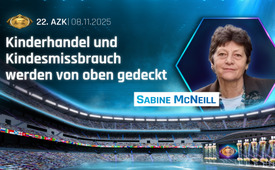 22. AZK | 08.11.2025
Kinderhandel und
Kindesmissbrauch
werden von oben gedeckt
SABINE MCNEILL